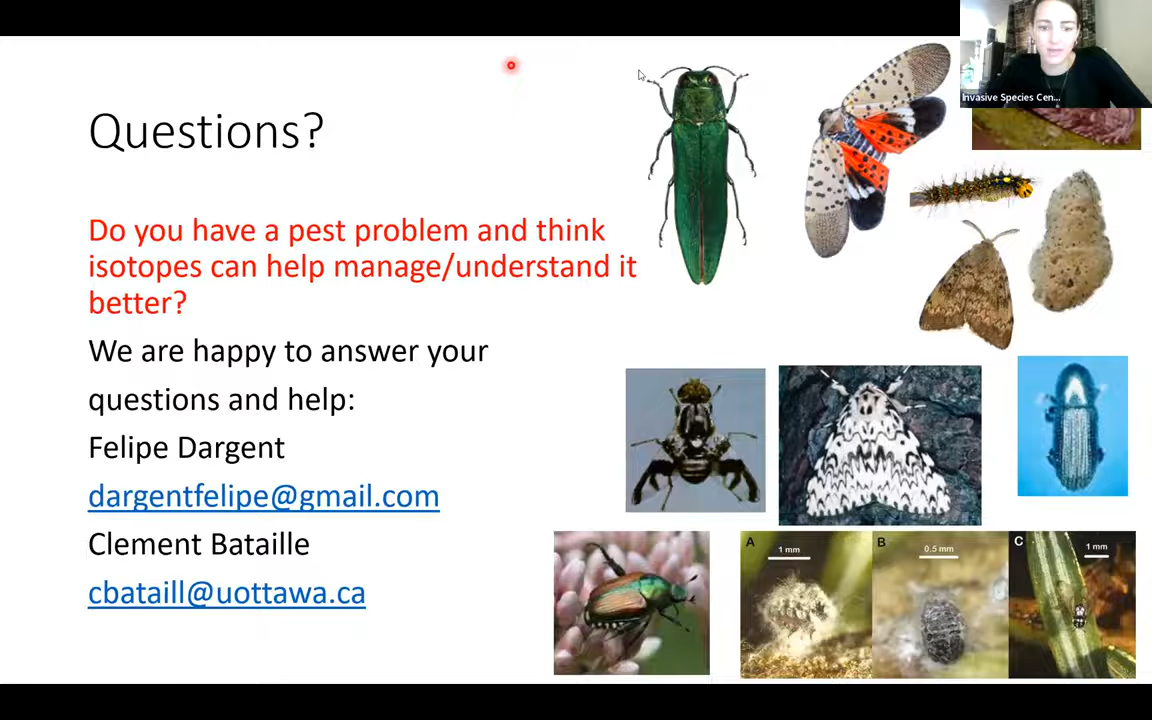 Invasive Species Cen...
Questions?
Do you have a pest problem and think
isotopes can help manage/understand it
better?
We are happy to answer your
questions and help:
Felipe Dargent
dargentfelipe@gmail.com
Clement Bataille
cbataill@uottawa.ca
A
1 mm
B
0.5 mm
C
1 mm